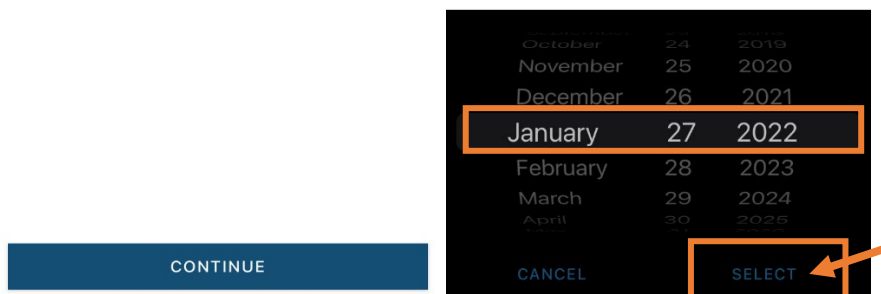 CONTINUE
October 24 2019
November 25 2020
December 26 2021
January 27 2022
February 28 2023
March 29 2024
April 30 2025
CANCEL SELECT